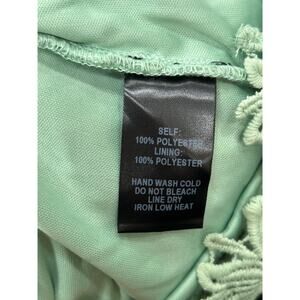 SELF:
100% POLYESTER
LINING:
100% POLYESTER
HAND WASH COLD
DO NOT BLEACH
LINE DRY
IRON LOW HEAT